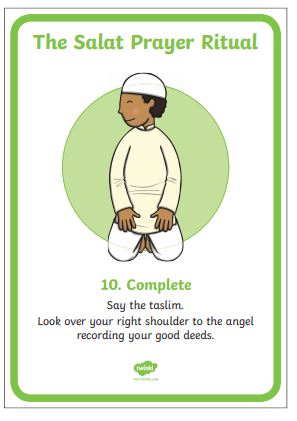 The Salat Prayer Ritual
10. Complete
Say the taslim.
Look over your right shoulder to the angel
recording your good deeds.
twinkl